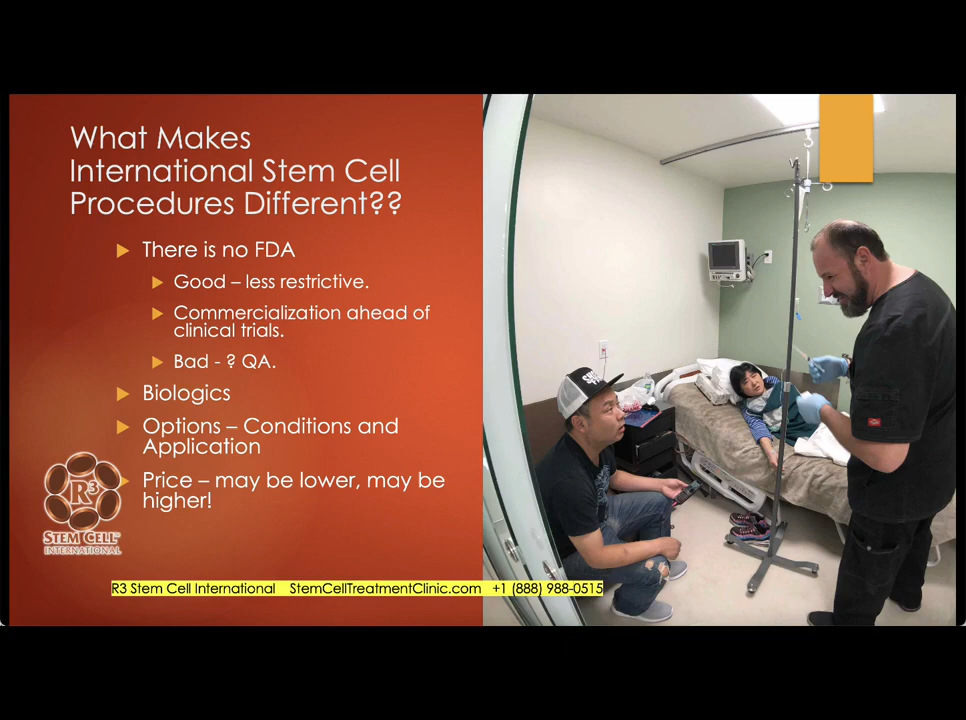 What Makes
International Stem Cell
Procedures Different??
There is no FDA
Good – less restrictive.
Commercialization ahead of
clinical trials.
Bad - ? QA.
Biologics
Options – Conditions and
Application
Price – may be lower, may be
higher!
R3
STEM CELL
INTERNATIONAL
R3 Stem Cell International StemCellTreatmentClinic.com +1 (888) 988-0515